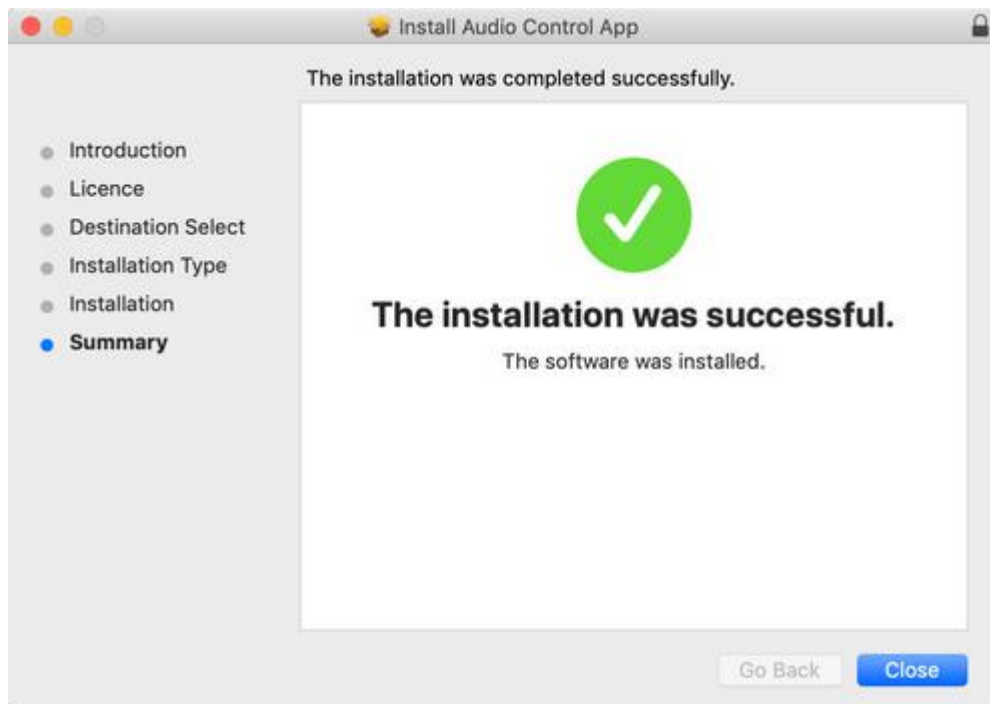 Install Audio Control App
The installation was completed successfully.
Introduction
Licence
Destination Select
Installation Type
Installation
Summary
The installation was successful.
The software was installed.
Go Back
Close